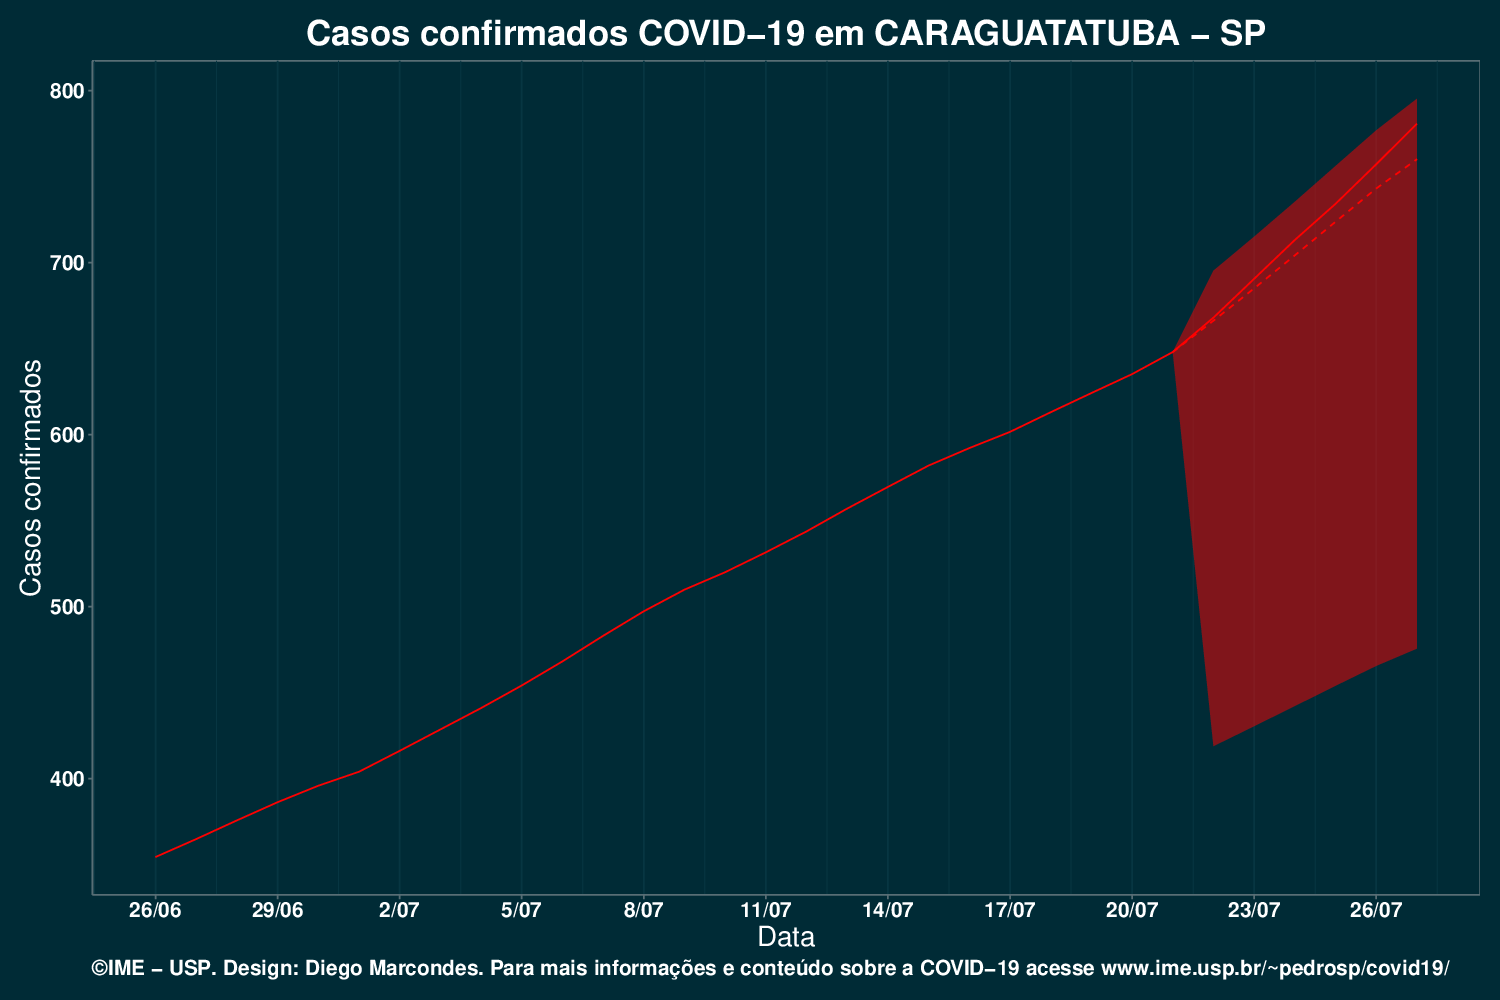 Casos confirmados COVID−19 em CARAGUATATUBA − SP
800
700
600
500
400
Casos confirmados
26/06 29/06 2/07 5/07 8/07 11/07 14/07 17/07 20/07 23/07 26/07
Data
©IME − USP. Design: Diego Marcondes. Para mais informações e conteúdo sobre a COVID−19 acesse www.ime.usp.br/~pedrosp/covid19/